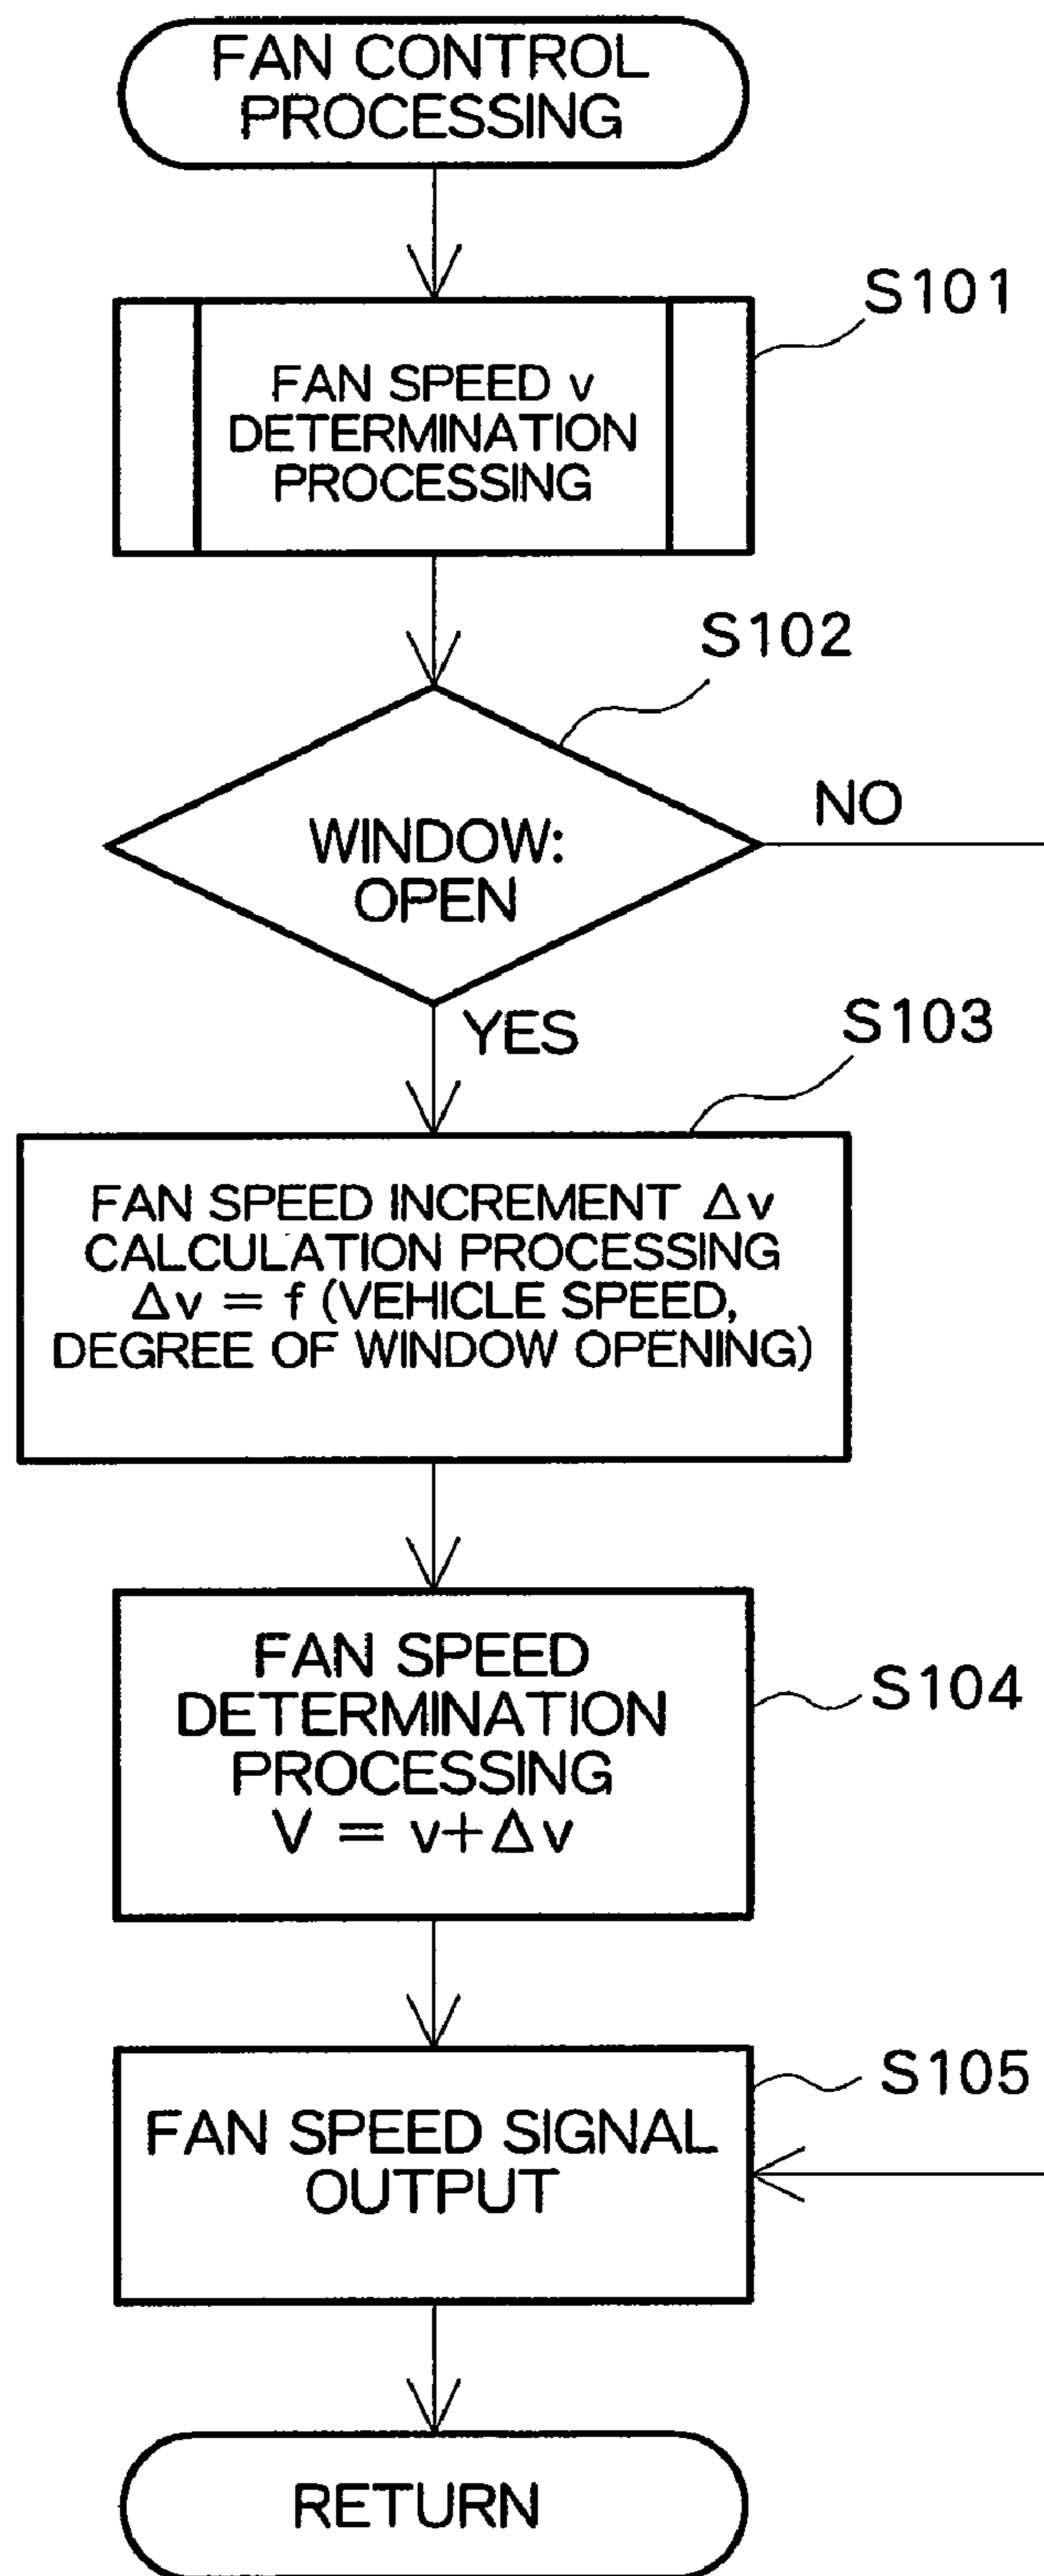 FAN CONTROL
PROCESSING
S101
FAN SPEED v
DETERMINATION
PROCESSING
S102
NO
WINDOW:
OPEN
YES
S103
FAN SPEED INCREMENT Δv
CALCULATION PROCESSING
Δv = f (VEHICLE SPEED,
DEGREE OF WINDOW OPENING)
FAN SPEED
DETERMINATION
PROCESSING
V = v+Δv
S104
S105
FAN SPEED SIGNAL
OUTPUT
RETURN